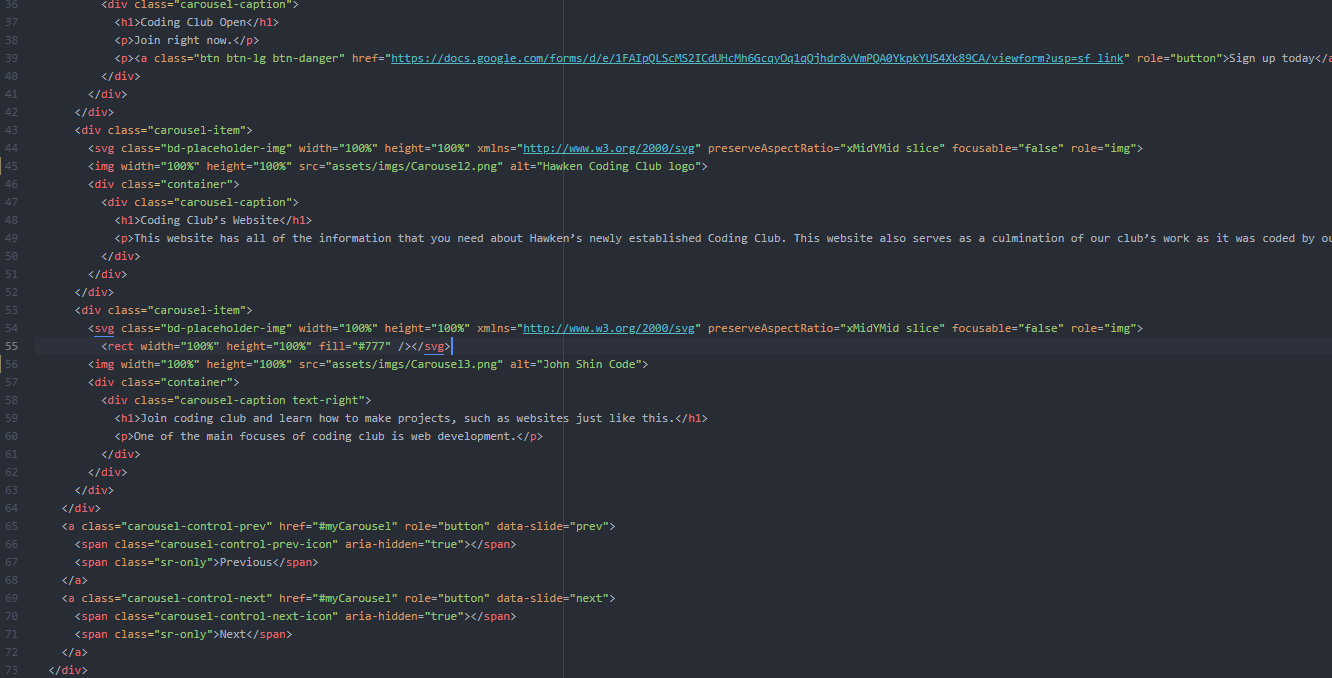 36 <div class="carousel-caption">
37 <h1>Coding Club Open</h1>
38 <p>Join right now.</p>
39 <p><a class="btn btn-lg btn-danger" href="https://docs.google.com/forms/d/e/1FAIpQLScMS2ICdUHcMh6GcqyOq1qQjhdr8vVmPQA0YkpkYUS4Xk89CA/viewform?usp=sf_link" role="button">Sign up today</a
40 </div>
41 </div>
42 </div>
43 <div class="carousel-item">
44 <svg class="bd-placeholder-img" width="100%" height="100%" xmlns="http://www.w3.org/2000/svg" preserveAspectRatio="xMidYMid slice" focusable="false" role="img">
45 <img width="100%" height="100%" src="assets/imgs/Carousel2.png" alt="Hawken Coding Club logo">
46 <div class="container">
47 <div class="carousel-caption">
48 <h1>Coding Club’s Website</h1>
49 <p>This website has all of the information that you need about Hawken’s newly established Coding Club. This website also serves as a culmination of our club’s work as it was coded by ou
50 </div>
51 </div>
52 </div>
53 <div class="carousel-item">
54 <svg class="bd-placeholder-img" width="100%" height="100%" xmlns="http://www.w3.org/2000/svg" preserveAspectRatio="xMidYMid slice" focusable="false" role="img">
55 <rect width="100%" height="100%" fill="#777" /></svg>
56 <img width="100%" height="100%" src="assets/imgs/Carousel3.png" alt="John Shin Code">
57 <div class="container">
58 <div class="carousel-caption text-right">
59 <h1>Join coding club and learn how to make projects, such as websites just like this.</h1>
60 <p>One of the main focuses of coding club is web development.</p>
61 </div>
62 </div>
63 </div>
64 </div>
65 <a class="carousel-control-prev" href="#myCarousel" role="button" data-slide="prev">
66 <span class="carousel-control-prev-icon" aria-hidden="true"></span>
67 <span class="sr-only">Previous</span>
68 </a>
69 <a class="carousel-control-next" href="#myCarousel" role="button" data-slide="next">
70 <span class="carousel-control-next-icon" aria-hidden="true"></span>
71 <span class="sr-only">Next</span>
72 </a>
73 </div>